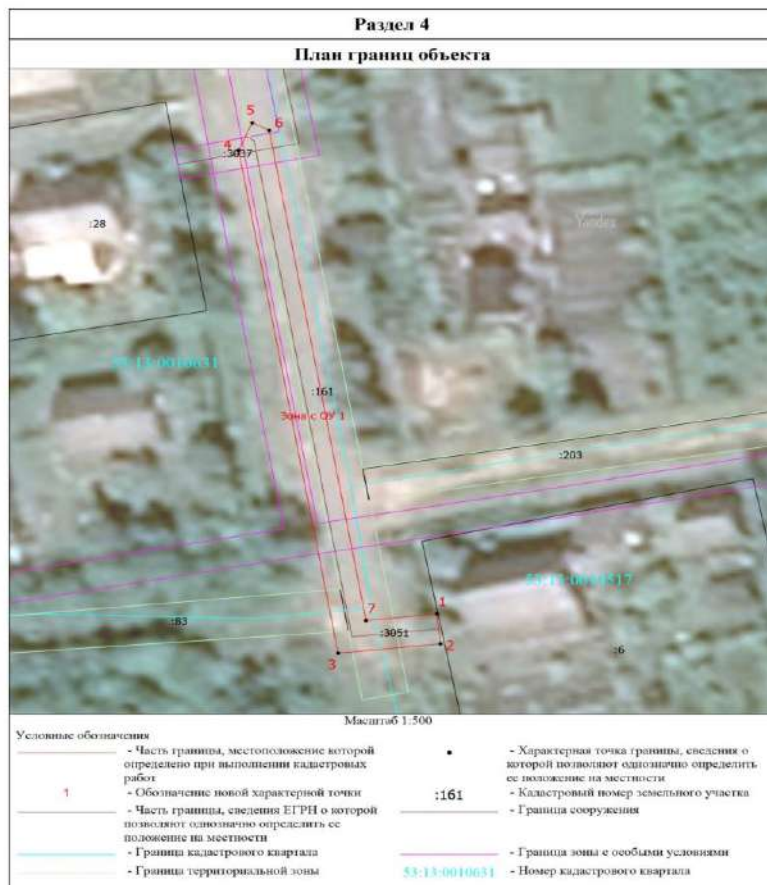 Раздел 4
План границ объекта
5
6
4
:3037
:28
Yandex
53:13:0010631
:161
Зона с ОУ 1
:203
1
7
:83
:3051
2
3
:6
Масштаб 1:500
Условные обозначения
- Часть границы, местоположение которой
определено при выполнении кадастровых
работ
- Характерная точка границы, сведения о
которой позволяют однозначно определить
ее положение на местности
1
- Обозначение новой характерной точки
:161
- Кадастровый номер земельного участка
- Часть границы, сведения ЕГРН о которой
позволяют однозначно определить ее
положение на местности
- Граница сооружения
- Граница кадастрового квартала
- Граница зоны с особыми условиями
- Граница территориальной зоны
53:13:0010631
- Номер кадастрового квартала